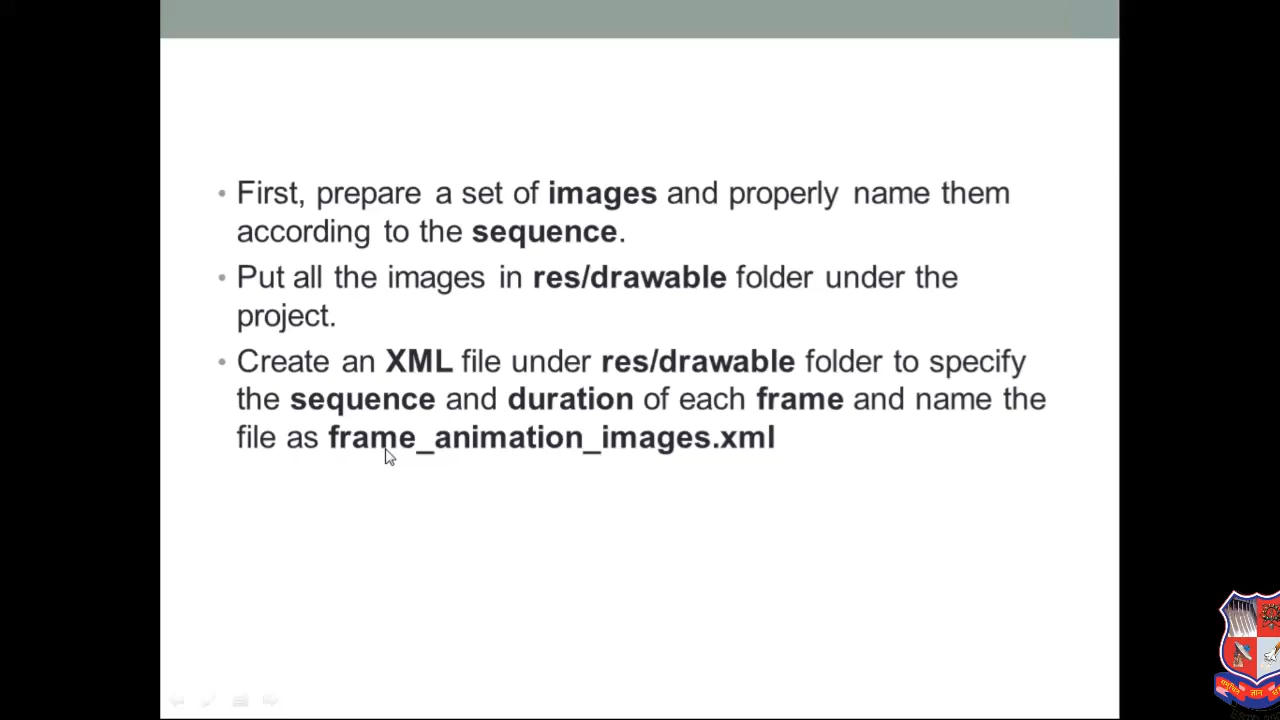 First, prepare a set of images and properly name them
according to the sequence.
Put all the images in res/drawable folder under the
project.
Create an XML file under res/drawable folder to specify
the sequence and duration of each frame and name the
file as frame_animation_images.xml